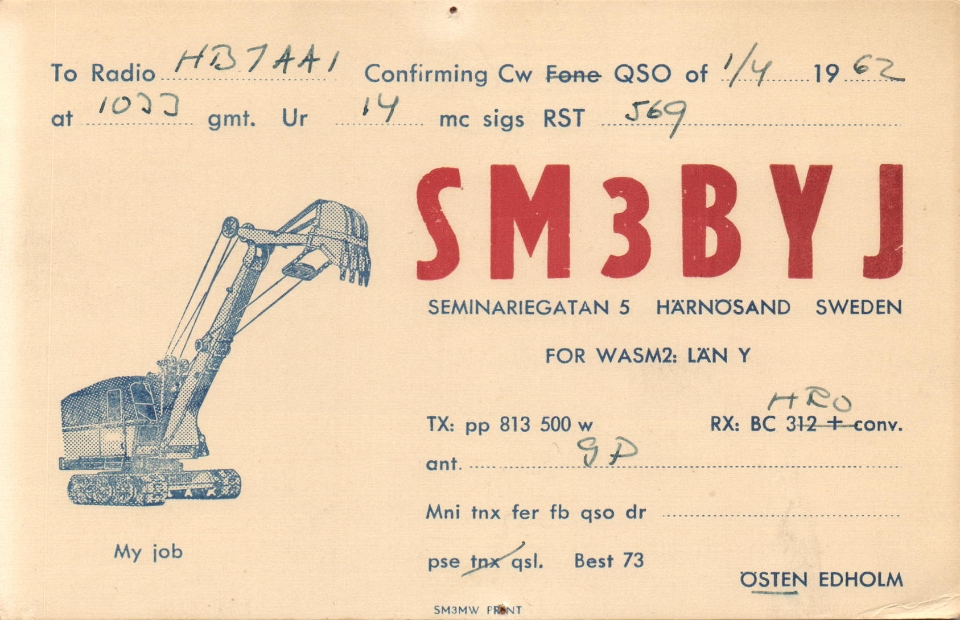 To Radio HB1AA1 Confirming Cw Fone QSO of 1/4 1962
at 1033 gmt. Ur 14 mc sigs RST 569
SM3BYJ
SEMINARIEGATAN 5 HÄRNÖSAND SWEDEN
FOR WASM2: LÄN Y
HRO
TX: pp 813 500 w RX: BC 312 + conv.
ant. GP
Mni tnx fer fb qso dr
My job
pse tnx qsl. Best 73
ÖSTEN EDHOLM
SM3MW PRINT